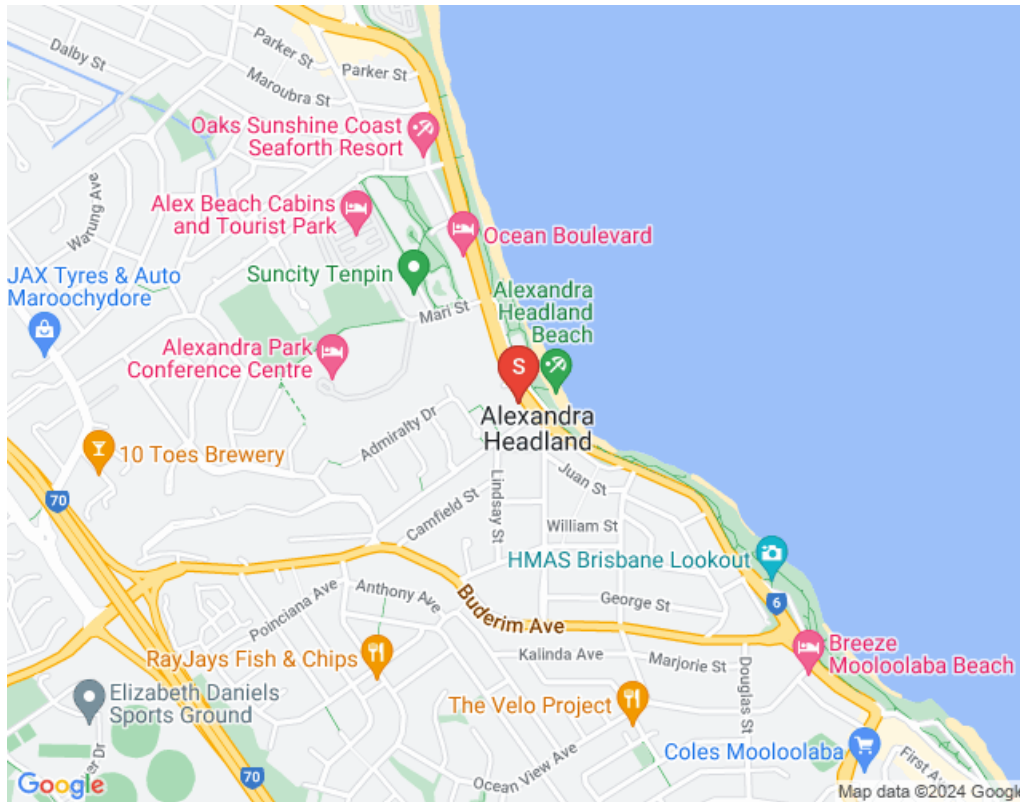 Parker St
Dalby St
Parker St
Maroubra St
Oaks Sunshine Coast
Seaforth Resort
Warung Ave
Alex Beach Cabins
and Tourist Park
Ocean Boulevard
Suncity Tenpin
JAX Tyres & Auto
Maroochydore
Alexandra
Headland
Beach
Mari St
Alexandra Park
Conference Centre
S
Alexandra
Headland
Admiralty Dr
10 Toes Brewery
Juan St
Lindsay St
70
Camfield St
William St
HMAS Brisbane Lookout
Anthony Ave
Poinciana Ave
Buderim Ave
George St
6
RayJays Fish & Chips
Kalinda Ave
Marjorie St
Breeze
Mooloolaba Beach
Elizabeth Daniels
Sports Ground
Douglas St
The Velo Project
Coles Mooloolaba
Ocean View Ave
First Av
er Dr
70
Google
Map data ©2024 Google